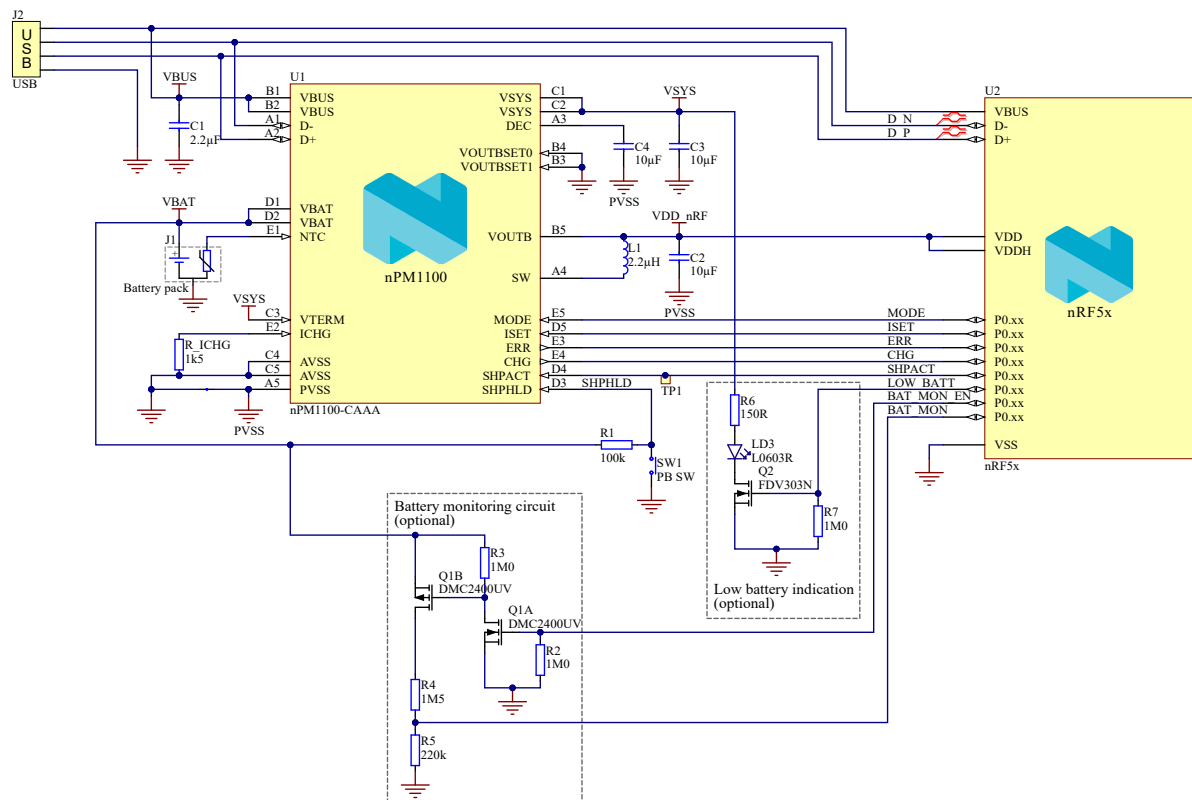 J2
U
S
B
USB
VBUS
C1
2.2µF
U1
B1
B2
A1
A2
VBUS
VBUS
D-
D+
VBAT
D1
D2
E1
VBAT
VBAT
NTC
J1
+
Battery pack
VSYS
C3
E2
VTERM
ICHG
R_ICHG
1k5
C4
C5
A5
AVSS
AVSS
PVSS
PVSS
nPM1100
nPM1100-CAAA
VSYS
VSYS
DEC
VOUTBSET0
VOUTBSET1
VOUTB
SW
MODE
ISET
ERR
CHG
SHPACT
SHPHLD
C1
C2
A3
B4
B3
B5
A4
E5
D5
E3
E4
D4
D3
SHPHLD
C4
10µF
PVSS
VSYS
C3
10µF
VDD_nRF
L1
2.2µH
C2
10µF
PVSS
TP1
R1
100k
SW1
PB SW
U2
D_N
D_P
VBUS
D-
D+
VDD
VDDH
nRF5x
MODE
ISET
ERR
CHG
SHPACT
LOW_BATT
BAT_MON_EN
BAT_MON
P0.xx
P0.xx
P0.xx
P0.xx
P0.xx
P0.xx
P0.xx
P0.xx
VSS
nRF5x
R6
150R
LD3
L0603R
Q2
FDV303N
R7
1M0
Low battery indication
(optional)
Battery monitoring circuit
(optional)
R3
1M0
Q1B
DMC2400UV
Q1A
DMC2400UV
R2
1M0
R4
1M5
R5
220k